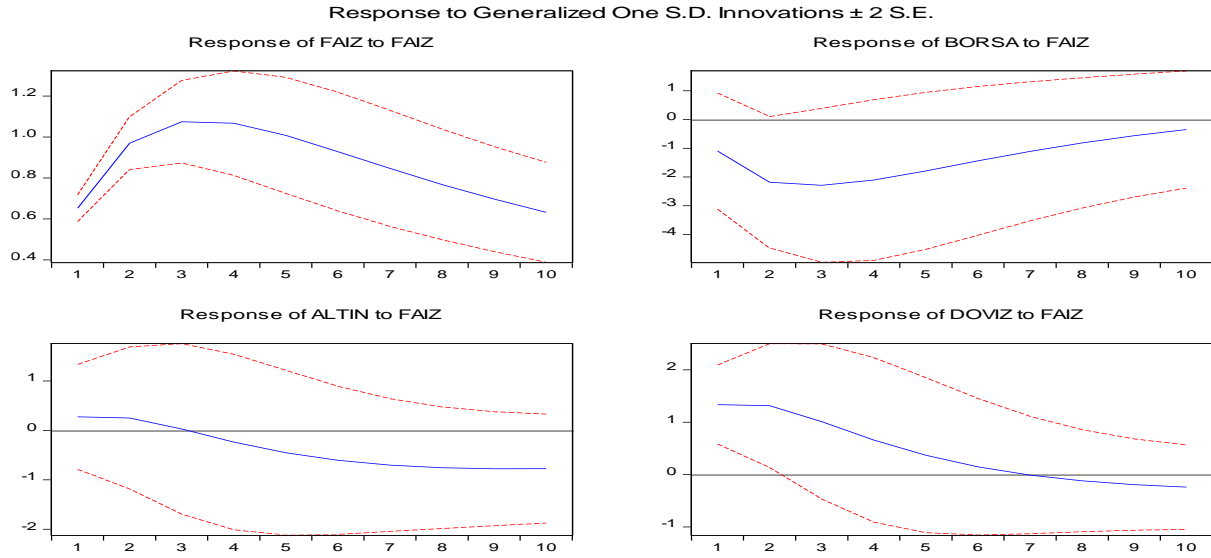 Response to Generalized One S.D. Innovations ± 2 S.E.
Response of FAIZ to FAIZ
1.2
1.0
0.8
0.6
0.4
1 2 3 4 5 6 7 8 9 10
Response of BORSA to FAIZ
1
0
-1
-2
-3
-4
1 2 3 4 5 6 7 8 9 10
Response of ALTIN to FAIZ
1
0
-1
-2
1 2 3 4 5 6 7 8 9 10
Response of DOVIZ to FAIZ
2
1
0
-1
1 2 3 4 5 6 7 8 9 10